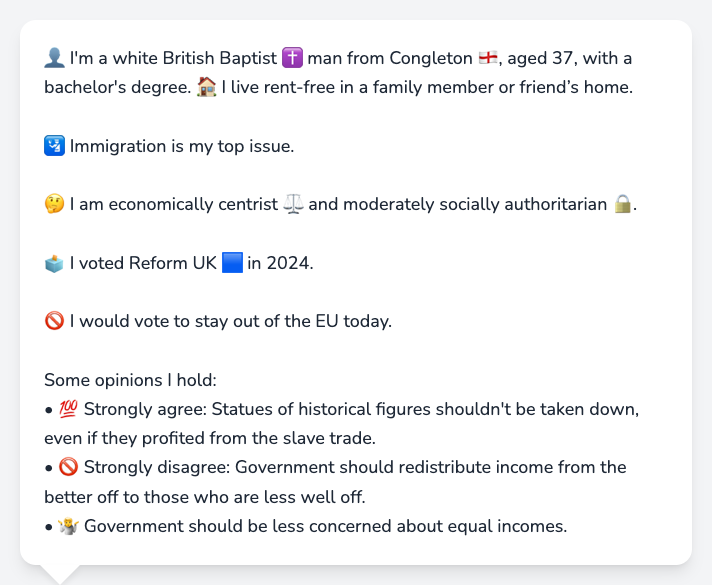 👤 I'm a white British Baptist ✝️ man from Congleton 🏴󠁧󠁢󠁥󠁮󠁧󠁿, aged 37, with a
bachelor's degree. 🏠 I live rent-free in a family member or friend’s home.
🛂 Immigration is my top issue.
🤔 I am economically centrist ⚖️ and moderately socially authoritarian 🔒.
🗳️ I voted Reform UK 🟦 in 2024.
🚫 I would vote to stay out of the EU today.
Some opinions I hold:
• 💯 Strongly agree: Statues of historical figures shouldn't be taken down,
even if they profited from the slave trade.
• 🚫 Strongly disagree: Government should redistribute income from the
better off to those who are less well off.
• 🤷 Government should be less concerned about equal incomes.